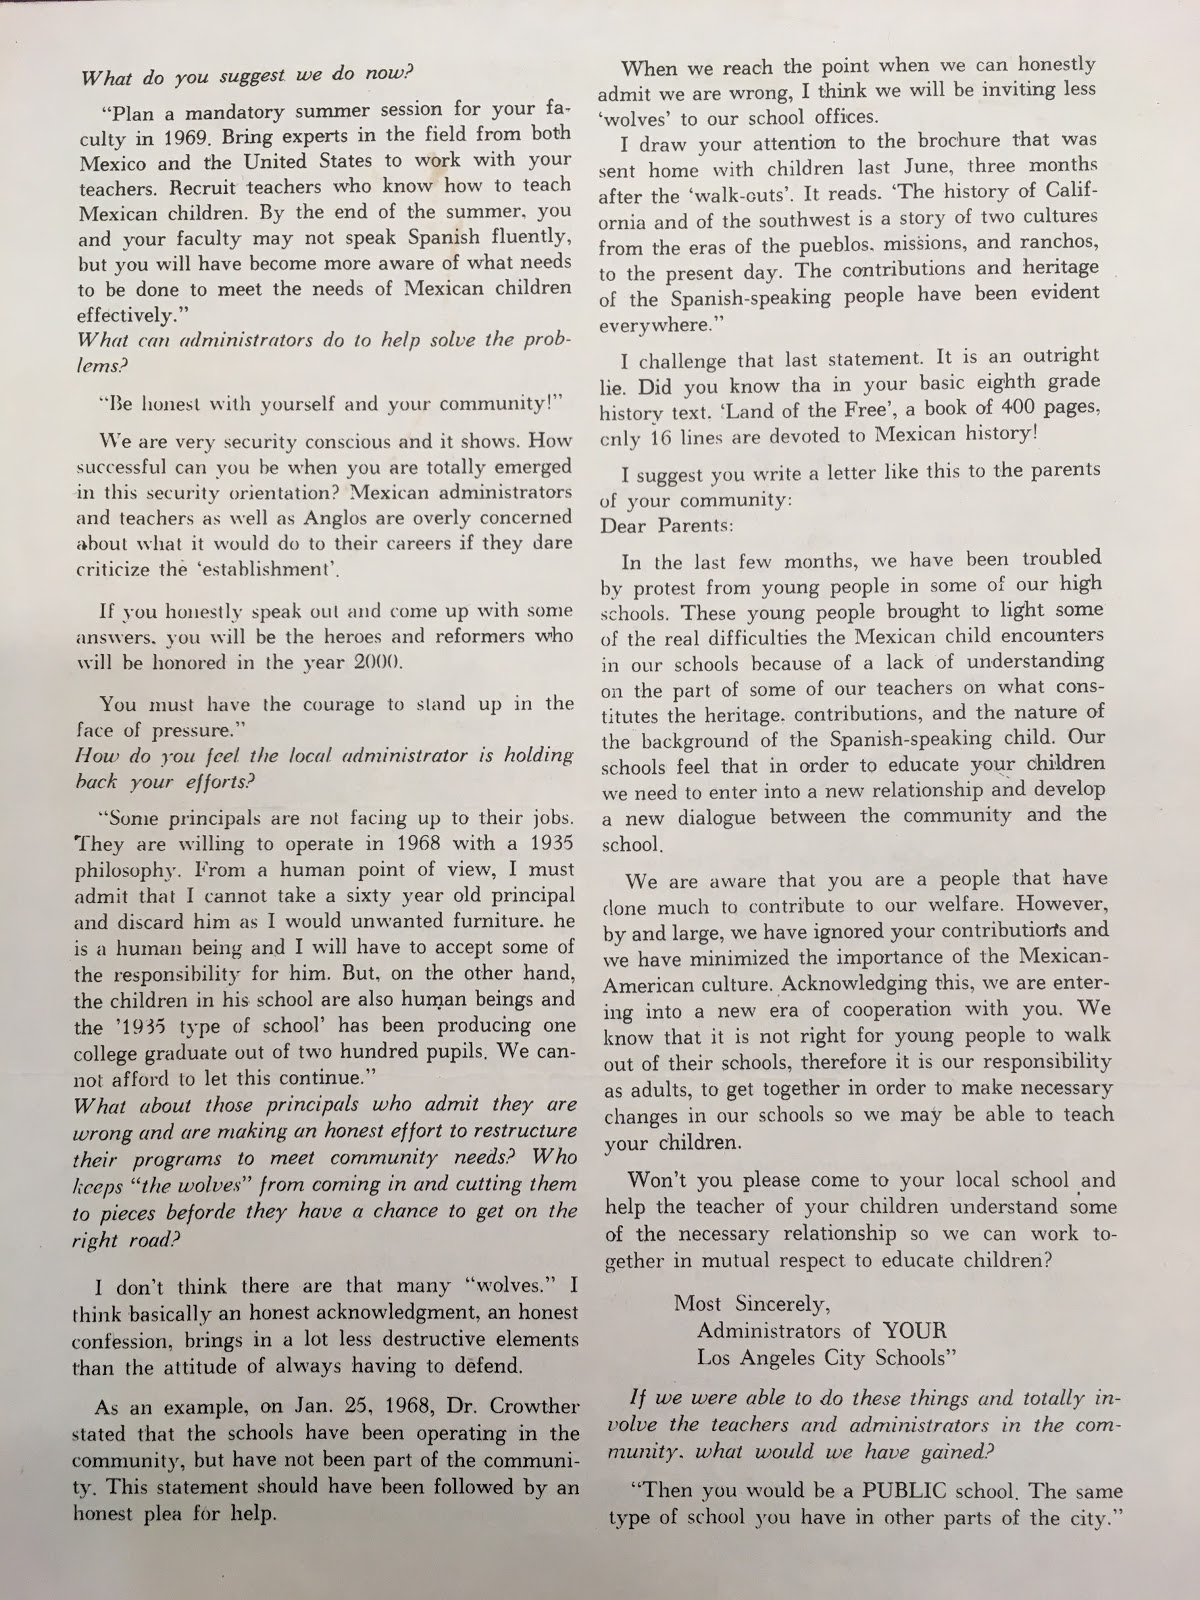 What do you suggest we do now?
“Plan a mandatory summer session for your fa-
culty in 1969. Bring experts in the field from both
Mexico and the United States to work with your
teachers. Recruit teachers who know how to teach
Mexican children. By the end of the summer, you
and your faculty may not speak Spanish fluently,
but you will have become more aware of what needs
to be done to meet the needs of Mexican children
effectively.”
What can administrators do to help solve the prob-
lems?
“Be honest with yourself and your community!”
We are very security conscious and it shows. How
successful can you be when you are totally emerged
in this security orientation? Mexican administrators
and teachers as well as Anglos are overly concerned
about what it would do to their careers if they dare
criticize the ‘establishment’.
If you honestly speak out and come up with some
answers. you will be the heroes and reformers who
will be honored in the year 2000.
You must have the courage to stand up in the
face of pressure.”
How do you feel the local administrator is holding
back your efforts?
“Some principals are not facing up to their jobs.
They are willing to operate in 1968 with a 1935
philosophy. From a human point of view, I must
admit that I cannot take a sixty year old principal
and discard him as I would unwanted furniture. he
is a human being and I will have to accept some of
the responsibility for him. But, on the other hand,
the children in his school are also human beings and
the ’1935 type of school’ has been producing one
college graduate out of two hundred pupils. We can-
not afford to let this continue.”
What about those principals who admit they are
wrong and are making an honest effort to restructure
their programs to meet community needs? Who
keeps “the wolves” from coming in and cutting them
to pieces beforde they have a chance to get on the
right road?
I don’t think there are that many “wolves.” I
think basically an honest acknowledgment, an honest
confession, brings in a lot less destructive elements
than the attitude of always having to defend.
As an example, on Jan. 25, 1968, Dr. Crowther
stated that the schools have been operating in the
community, but have not been part of the communi-
ty. This statement should have been followed by an
honest plea for help.
When we reach the point when we can honestly
admit we are wrong, I think we will be inviting less
‘wolves’ to our school offices.
I draw your attention to the brochure that was
sent home with children last June, three months
after the ‘walk-outs’. It reads. ‘The history of Calif-
ornia and of the southwest is a story of two cultures
from the eras of the pueblos. missions, and ranchos,
to the present day. The contributions and heritage
of the Spanish-speaking people have been evident
everywhere.”
I challenge that last statement. It is an outright
lie. Did you know tha in your basic eighth grade
history text. ‘Land of the Free’, a book of 400 pages,
only 16 lines are devoted to Mexican history!
I suggest you write a letter like this to the parents
of your community:
Dear Parents:
In the last few months, we have been troubled
by protest from young people in some of our high
schools. These young people brought to light some
of the real difficulties the Mexican child encounters
in our schools because of a lack of understanding
on the part of some of our teachers on what cons-
titutes the heritage. contributions, and the nature of
the background of the Spanish-speaking child. Our
schools feel that in order to educate your children
we need to enter into a new relationship and develop
a new dialogue between the community and the
school.
We are aware that you are a people that have
done much to contribute to our welfare. However,
by and large, we have ignored your contributions and
we have minimized the importance of the Mexican-
American culture. Acknowledging this, we are enter-
ing into a new era of cooperation with you. We
know that it is not right for young people to walk
out of their schools, therefore it is our responsibility
as adults, to get together in order to make necessary
changes in our schools so we may be able to teach
your children.
Won’t you please come to your local school and
help the teacher of your children understand some
of the necessary relationship so we can work to-
gether in mutual respect to educate children?
Most Sincerely,
Administrators of YOUR
Los Angeles City Schools”
If we were able to do these things and totally in-
volve the teachers and administrators in the com-
munity. what would we have gained?
“Then you would be a PUBLIC school. The same
type of school you have in other parts of the city.”